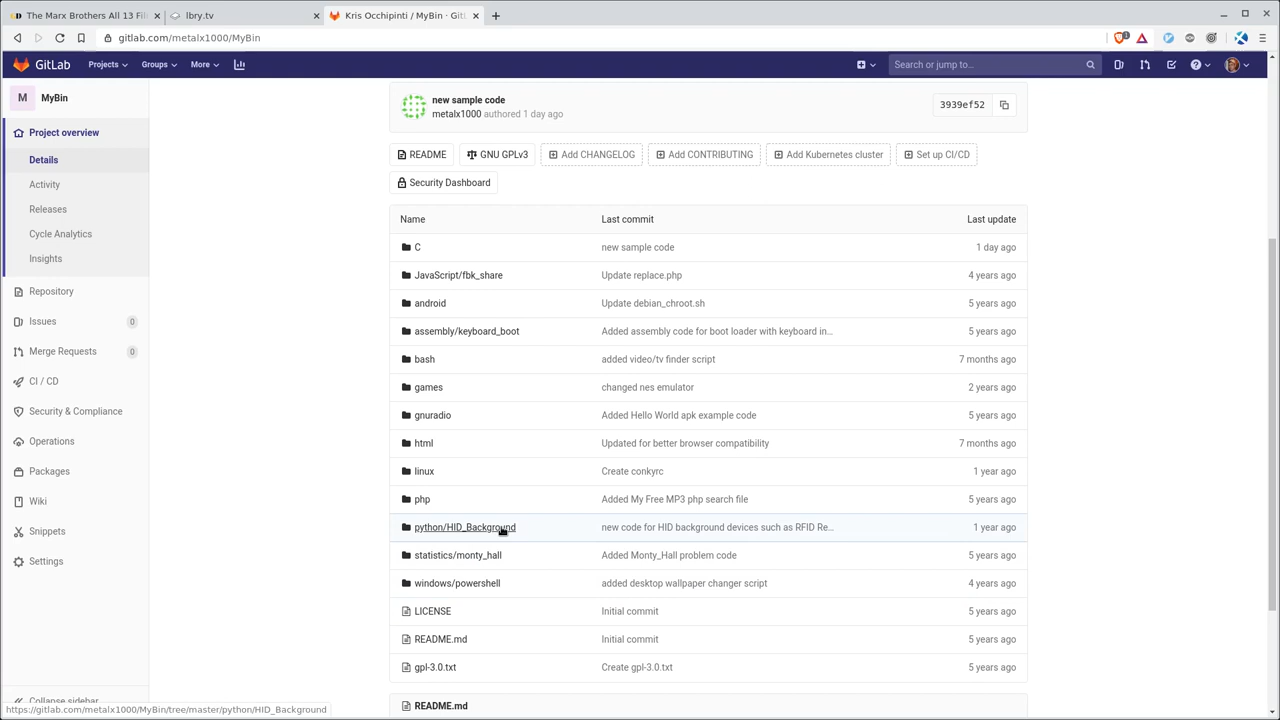 The Marx Brothers All 13 Fil
lbry.tv
Kris Occhipinti / MyBin · GitL
gitlab.com/metalx1000/MyBin
1
GitLab
Projects
Groups
More
Search or jump to...
M
MyBin
Project overview
Details
Activity
Releases
Cycle Analytics
Insights
Repository
Issues 0
Merge Requests 0
CI / CD
Security & Compliance
Operations
Packages
Wiki
Snippets
Settings
Collapse sidebar
new sample code
metalx1000 authored 1 day ago
3939ef52
README
GNU GPLv3
Add CHANGELOG
Add CONTRIBUTING
Add Kubernetes cluster
Set up CI/CD
Security Dashboard
Name Last commit Last update
C new sample code 1 day ago
JavaScript/fbk_share Update replace.php 4 years ago
android Update debian_chroot.sh 5 years ago
assembly/keyboard_boot Added assembly code for boot loader with keyboard in... 5 years ago
bash added video/tv finder script 7 months ago
games changed nes emulator 2 years ago
gnuradio Added Hello World apk example code 5 years ago
html Updated for better browser compatibility 7 months ago
linux Create conkyrc 1 year ago
php Added My Free MP3 php search file 5 years ago
python/HID_Background new code for HID background devices such as RFID Re... 1 year ago
statistics/monty_hall Added Monty_Hall problem code 5 years ago
windows/powershell added desktop wallpaper changer script 4 years ago
LICENSE Initial commit 5 years ago
README.md Initial commit 5 years ago
gpl-3.0.txt Create gpl-3.0.txt 5 years ago
README.md
https://gitlab.com/metalx1000/MyBin/tree/master/python/HID_Background